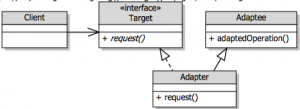 Client
«interface»
Target
+ request()
Adaptee
+ adaptedOperation()
Adapter
+ request()